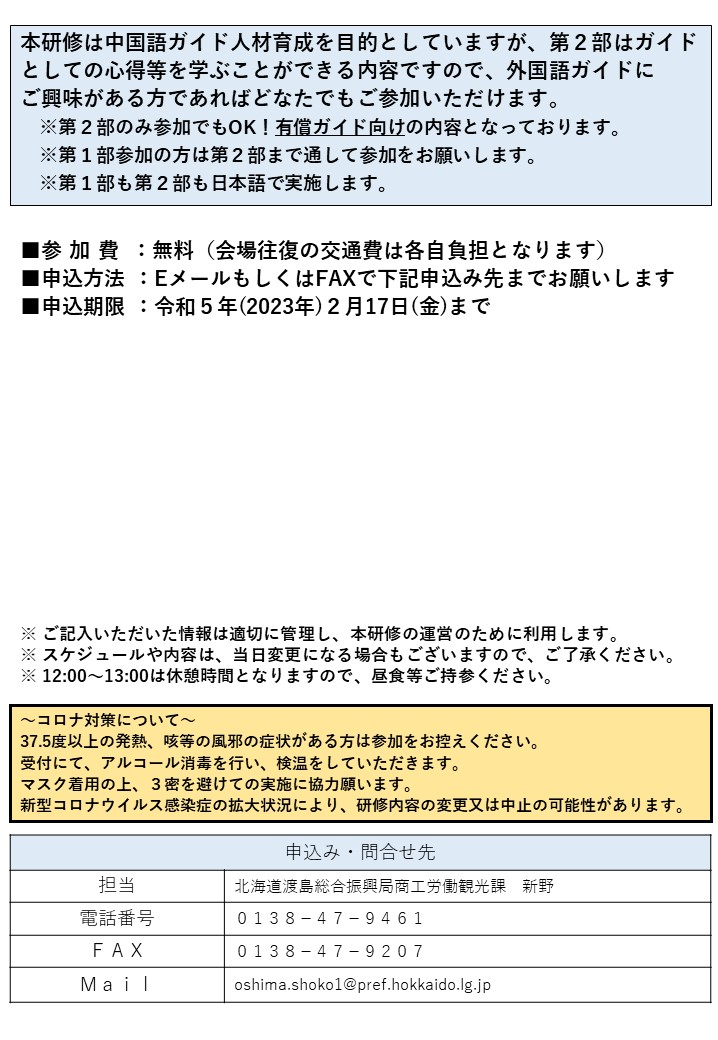 本研修は中国語ガイド人材育成を目的としていますが、第２部はガイド
としての心得等を学ぶことができる内容ですので、外国語ガイドに
ご興味がある方であればどなたでもご参加いただけます。
※第２部のみ参加でもOK！有償ガイド向けの内容となっております。
※第１部参加の方は第２部まで通して参加をお願いします。
※第１部も第２部も日本語で実施します。
■参 加 費 ：無料（会場往復の交通費は各自負担となります）
■申込方法 ：EメールもしくはFAXで下記申込み先までお願いします
■申込期限 ：令和５年(2023年)２月17日(金)まで
※ ご記入いただいた情報は適切に管理し、本研修の運営のために利用します。
※ スケジュールや内容は、当日変更になる場合もございますので、ご了承ください。
※ 12:00～13:00は休憩時間となりますので、昼食等ご持参ください。
～コロナ対策について～
37.5度以上の発熱、咳等の風邪の症状がある方は参加をお控えください。
受付にて、アルコール消毒を行い、検温をしていただきます。
マスク着用の上、３密を避けての実施に協力願います。
新型コロナウイルス感染症の拡大状況により、研修内容の変更又は中止の可能性があります。
申込み・問合せ先
担当 北海道渡島総合振興局商工労働観光課　新野
電話番号 ０１３８－４７－９４６１
ＦＡＸ ０１３８－４７－９２０７
Ｍａｉｌ oshima.shoko1@pref.hokkaido.lg.jp